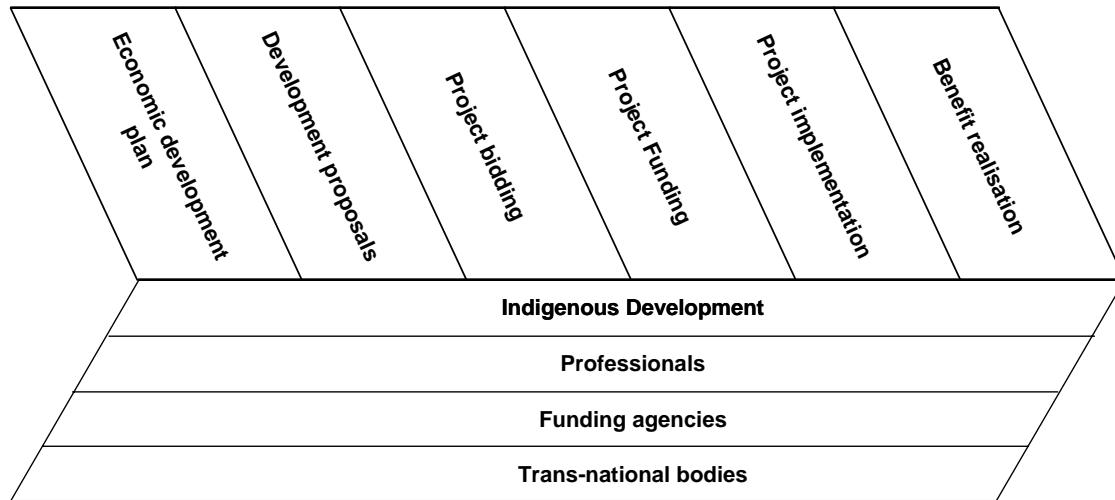 Economic development
plan
Development proposals
Project bidding
Project Funding
Project implementation
Benefit realisation
Indigenous Development
Professionals
Funding agencies
Trans-national bodies